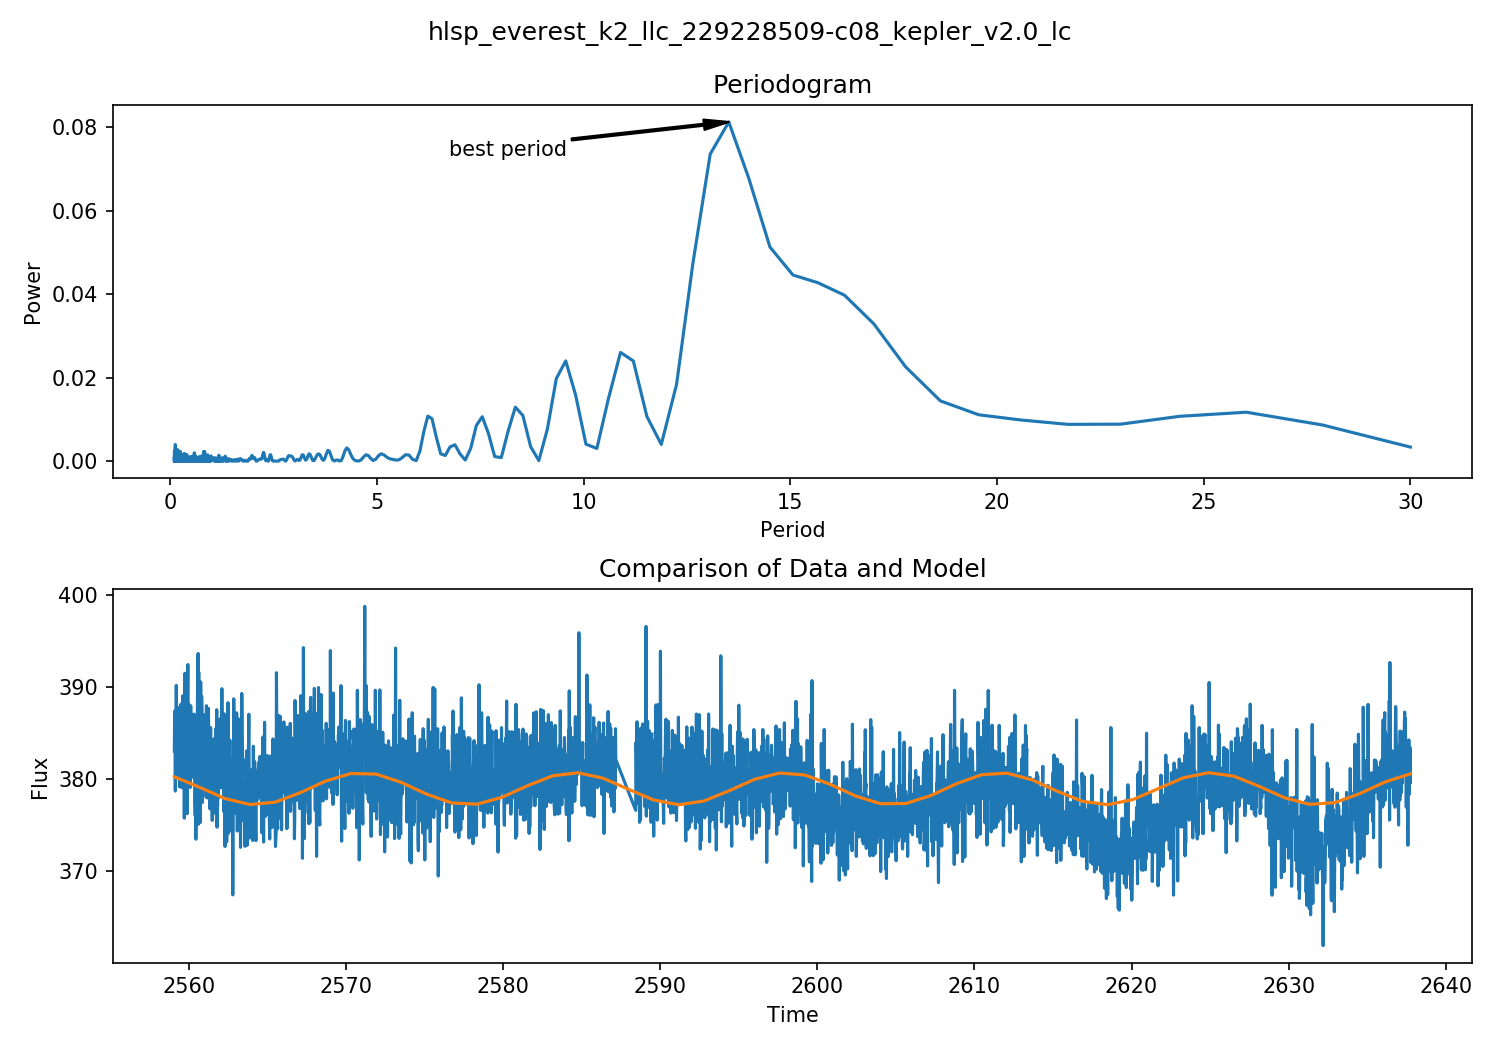 hlsp_everest_k2_llc_229228509-c08_kepler_v2.0_lc
Periodogram
best period
0.08
0.06
0.04
0.02
0.00
Power
0 5 10 15 20 25 30
Period
Comparison of Data and Model
400
390
380
370
Flux
2560 2570 2580 2590 2600 2610 2620 2630 2640
Time